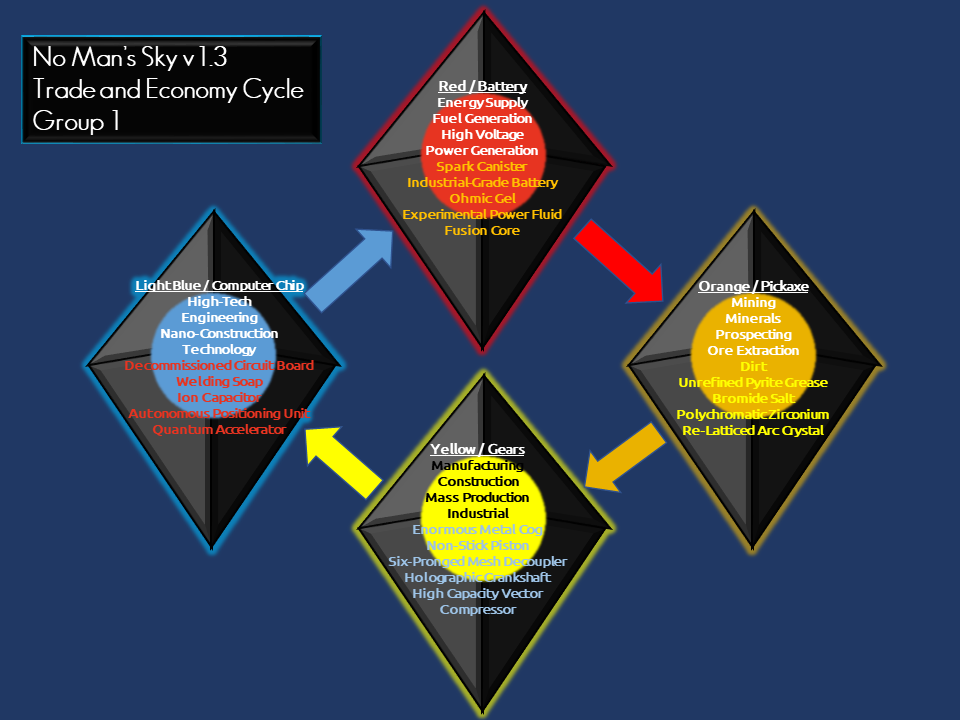 No Man's Sky v1.3
Trade and Economy Cycle
Group 1
Red / Battery
Energy Supply
Fuel Generation
High Voltage
Power Generation
Spark Canister
Industrial-Grade Battery
Ohmic Gel
Experimental Power Fluid
Fusion Core
Light Blue / Computer Chip
High-Tech
Engineering
Nano-Construction
Technology
Decommissioned Circuit Board
Welding Soap
Ion Capacitor
Autonomous Positioning Unit
Quantum Accelerator
Orange / Pickaxe
Mining
Minerals
Prospecting
Ore Extraction
Dirt
Unrefined Pyrite Grease
Bromide Salt
Polychromatic Zirconium
Re-Latticed Arc Crystal
Yellow / Gears
Manufacturing
Construction
Mass Production
Industrial
Enormous Metal Cog
Non-Stick Piston
Six-Pronged Mesh Decoupler
Holographic Crankshaft
High Capacity Vector
Compressor